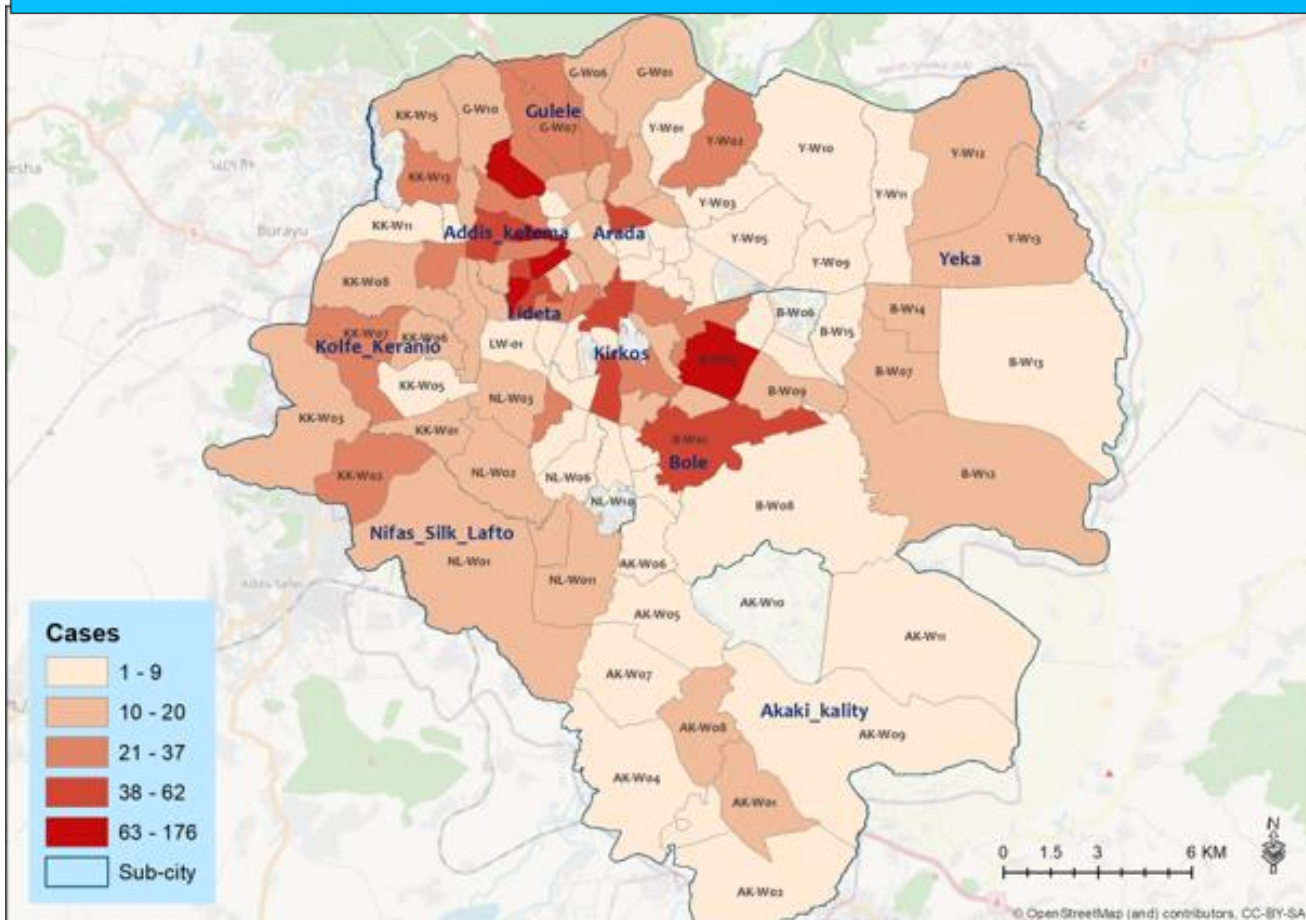 G-W06
G-W01
KK-W15
G-W10
Gulele
G-W07
Y-W01
Y-W02
Y-W10
Y-W12
KK-W13
Y-W11
Y-W03
KK-W11
Burayu
Addis_ketema
Arada
Y-W05
Y-W13
Y-W09
Yeka
KK-W08
B-W06
B-W14
B-W15
Lideta
KK-W07
KK-W06
Kolfe_Keranio
LW-01
Kirkos
B-W13
B-W07
KK-W05
NL-W03
B-W09
KK-W03
KK-W01
Bole
KK-W02
NL-W02
NL-W06
B-W12
NL-W10
B-W08
Nifas_Silk_Lafto
NL-W01
NL-W011
AK-W06
AK-W10
AK-W05
AK-W11
AK-W07
Akaki_kality
AK-W08
AK-W09
AK-W04
AK-W01
AK-W02
Cases
1 - 9
10 - 20
21 - 37
38 - 62
63 - 176
Sub-city
N
0 1.5 3 6 KM
© OpenStreetMap (and) contributors, CC-BY-SA